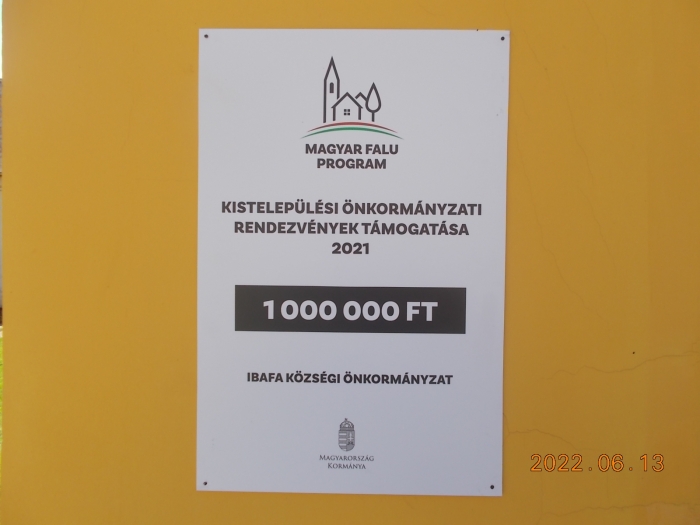 MAGYAR FALU
PROGRAM
KISTELEPÜLÉSI ÖNKORMÁNYZATI
RENDEZVÉNYEK TÁMOGATÁSA
2021
1 000 000 FT
IBAFA KÖZSÉGI ÖNKORMÁNYZAT
MAGYARORSZÁG
KORMÁNYA
2022.06.13